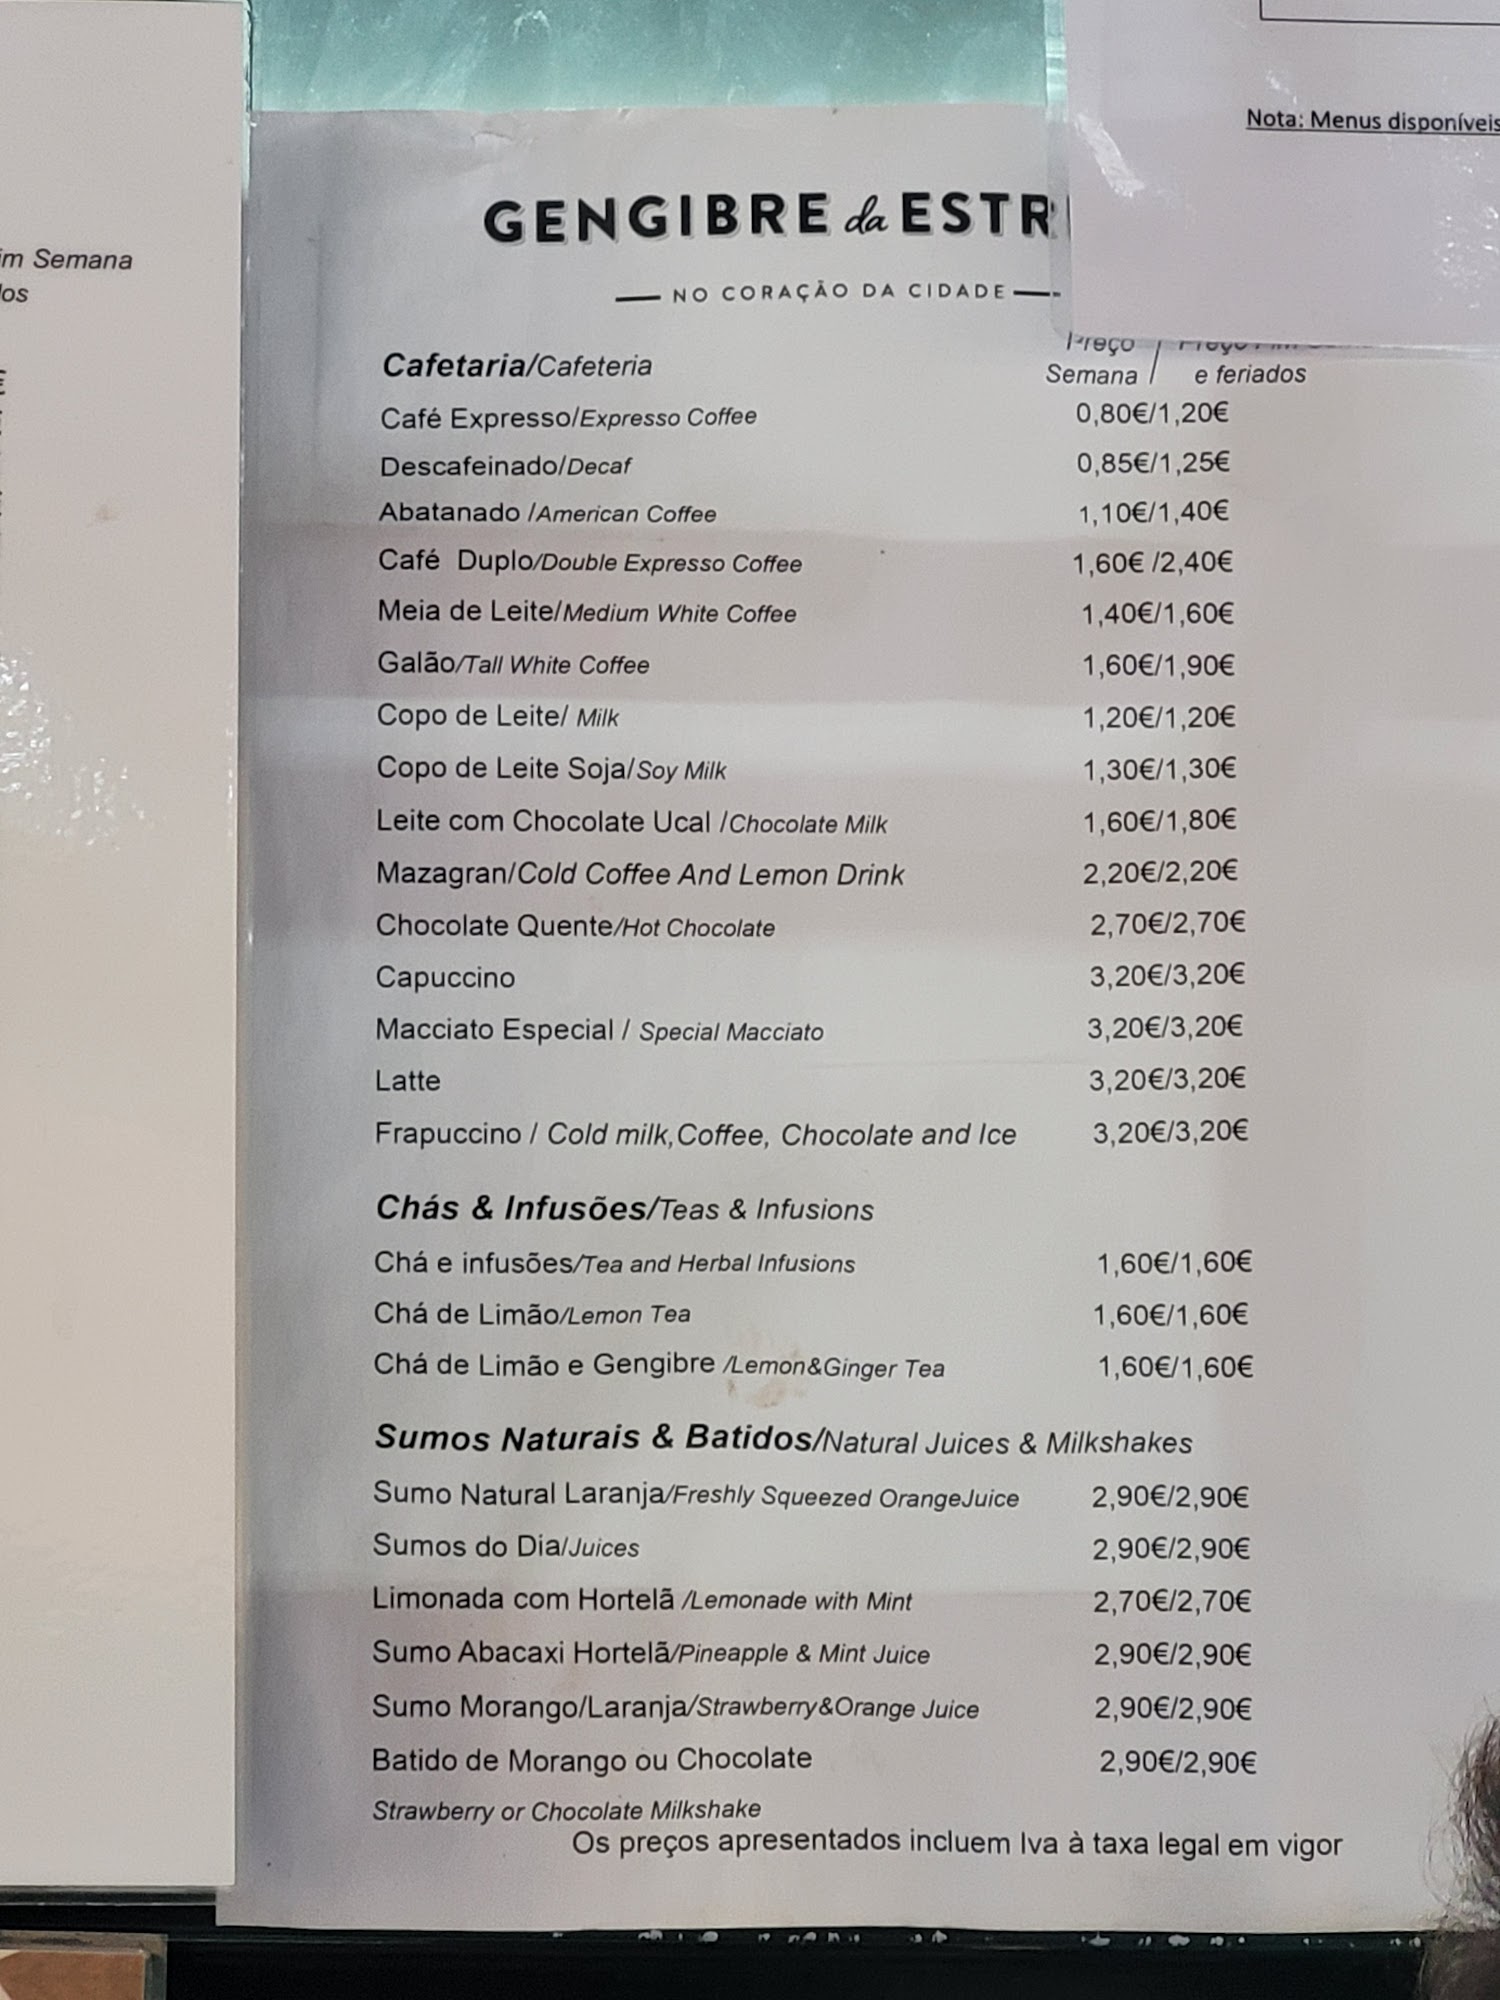 im Semana
los
Nota: Menus disponíveis
GENGIBRE da ESTR
NO CORAÇÃO DA CIDADE
Cafetaria/Cafeteria Preço /
Semana / e feriados
Café Expresso/Expresso Coffee 0,80€/1,20€
Descafeinado/Decaf 0,85€/1,25€
Abatanado /American Coffee 1,10€/1,40€
Café Duplo/Double Expresso Coffee 1,60€ /2,40€
Meia de Leite/Medium White Coffee 1,40€/1,60€
Galão/Tall White Coffee 1,60€/1,90€
Copo de Leite/ Milk 1,20€/1,20€
Copo de Leite Soja/Soy Milk 1,30€/1,30€
Leite com Chocolate Ucal /Chocolate Milk 1,60€/1,80€
Mazagran/Cold Coffee And Lemon Drink 2,20€/2,20€
Chocolate Quente/Hot Chocolate 2,70€/2,70€
Capuccino 3,20€/3,20€
Macciato Especial / Special Macciato 3,20€/3,20€
Latte 3,20€/3,20€
Frapuccino / Cold milk,Coffee, Chocolate and Ice 3,20€/3,20€
Chás & Infusões/Teas & Infusions
Chá e infusões/Tea and Herbal Infusions 1,60€/1,60€
Chá de Limão/Lemon Tea 1,60€/1,60€
Chá de Limão e Gengibre /Lemon&Ginger Tea 1,60€/1,60€
Sumos Naturais & Batidos/Natural Juices & Milkshakes
Sumo Natural Laranja/Freshly Squeezed OrangeJuice 2,90€/2,90€
Sumos do Dia/Juices 2,90€/2,90€
Limonada com Hortelã /Lemonade with Mint 2,70€/2,70€
Sumo Abacaxi Hortelã/Pineapple & Mint Juice 2,90€/2,90€
Sumo Morango/Laranja/Strawberry&Orange Juice 2,90€/2,90€
Batido de Morango ou Chocolate 2,90€/2,90€
Strawberry or Chocolate Milkshake
Os preços apresentados incluem Iva à taxa legal em vigor